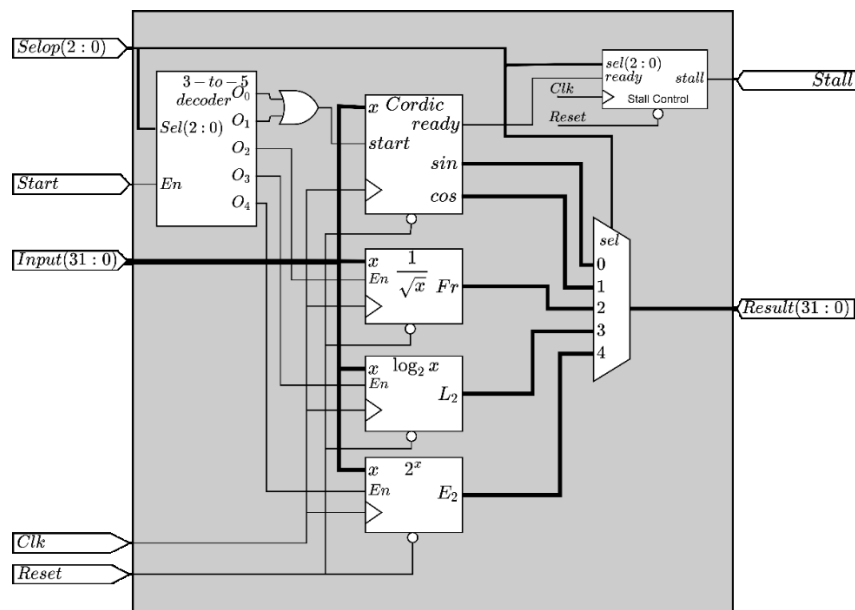 Selop(2 : 0)
3 − to − 5
decoder
O₀
O₁
Sel(2 : 0)
O₂
O₃
En
O₄
Start
Input(31 : 0)
Clk
Reset
x Cordic
ready
start
sin
cos
x 1/√x
En Fr
x log₂ x
En
L₂
x 2ˣ
En E₂
sel(2 : 0)
ready stall
Clk
Stall Control
Reset
sel
0
1
2
3
4
Stall
Result(31 : 0)